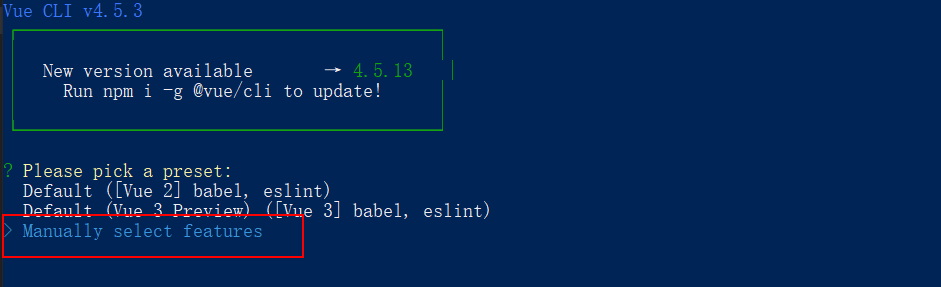 Vue CLI v4.5.3
New version available → 4.5.13
Run npm i -g @vue/cli to update!
? Please pick a preset:
Default ([Vue 2] babel, eslint)
Default (Vue 3 Preview) ([Vue 3] babel, eslint)
> Manually select features